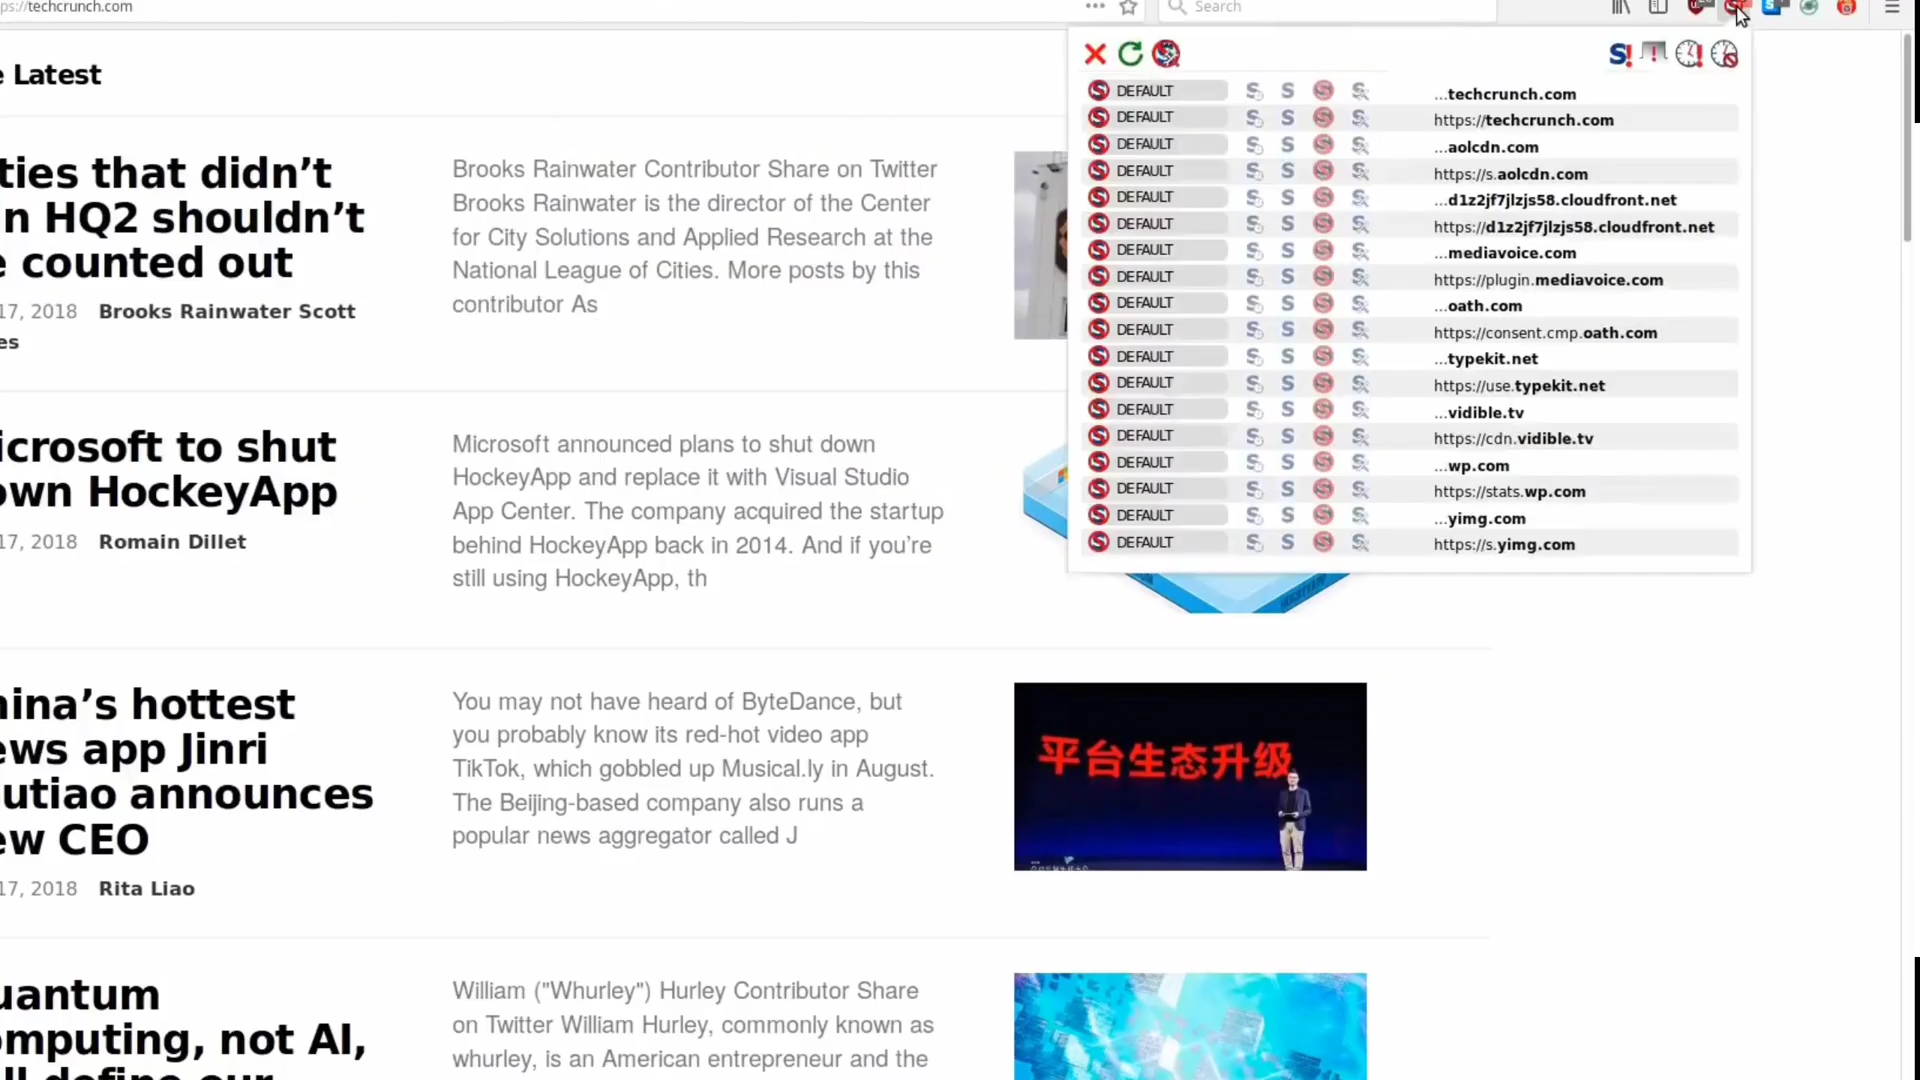 ps://techcrunch.com
Search
e Latest
ties that didn’t
n HQ2 shouldn’t
e counted out
17, 2018 Brooks Rainwater Scott
es
Brooks Rainwater Contributor Share on Twitter
Brooks Rainwater is the director of the Center
for City Solutions and Applied Research at the
National League of Cities. More posts by this
contributor As
icrosoft to shut
own HockeyApp
17, 2018 Romain Dillet
Microsoft announced plans to shut down
HockeyApp and replace it with Visual Studio
App Center. The company acquired the startup
behind HockeyApp back in 2014. And if you’re
still using HockeyApp, th
hina’s hottest
ews app Jinri
utiao announces
ew CEO
17, 2018 Rita Liao
You may not have heard of ByteDance, but
you probably know its red-hot video app
TikTok, which gobbled up Musical.ly in August.
The Beijing-based company also runs a
popular news aggregator called J
平台生态升级
uantum
omputing, not AI,
ill define our
William ("Whurley") Hurley Contributor Share
on Twitter William Hurley, commonly known as
whurley, is an American entrepreneur and the
DEFAULT ...techcrunch.com
DEFAULT https://techcrunch.com
DEFAULT ...aolcdn.com
DEFAULT https://s.aolcdn.com
DEFAULT ...d1z2jf7jlzjs58.cloudfront.net
DEFAULT https://d1z2jf7jlzjs58.cloudfront.net
DEFAULT ...mediavoice.com
DEFAULT https://plugin.mediavoice.com
DEFAULT ...oath.com
DEFAULT https://consent.cmp.oath.com
DEFAULT ...typekit.net
DEFAULT https://use.typekit.net
DEFAULT ...vidible.tv
DEFAULT https://cdn.vidible.tv
DEFAULT ...wp.com
DEFAULT https://stats.wp.com
DEFAULT ...yimg.com
DEFAULT https://s.yimg.com